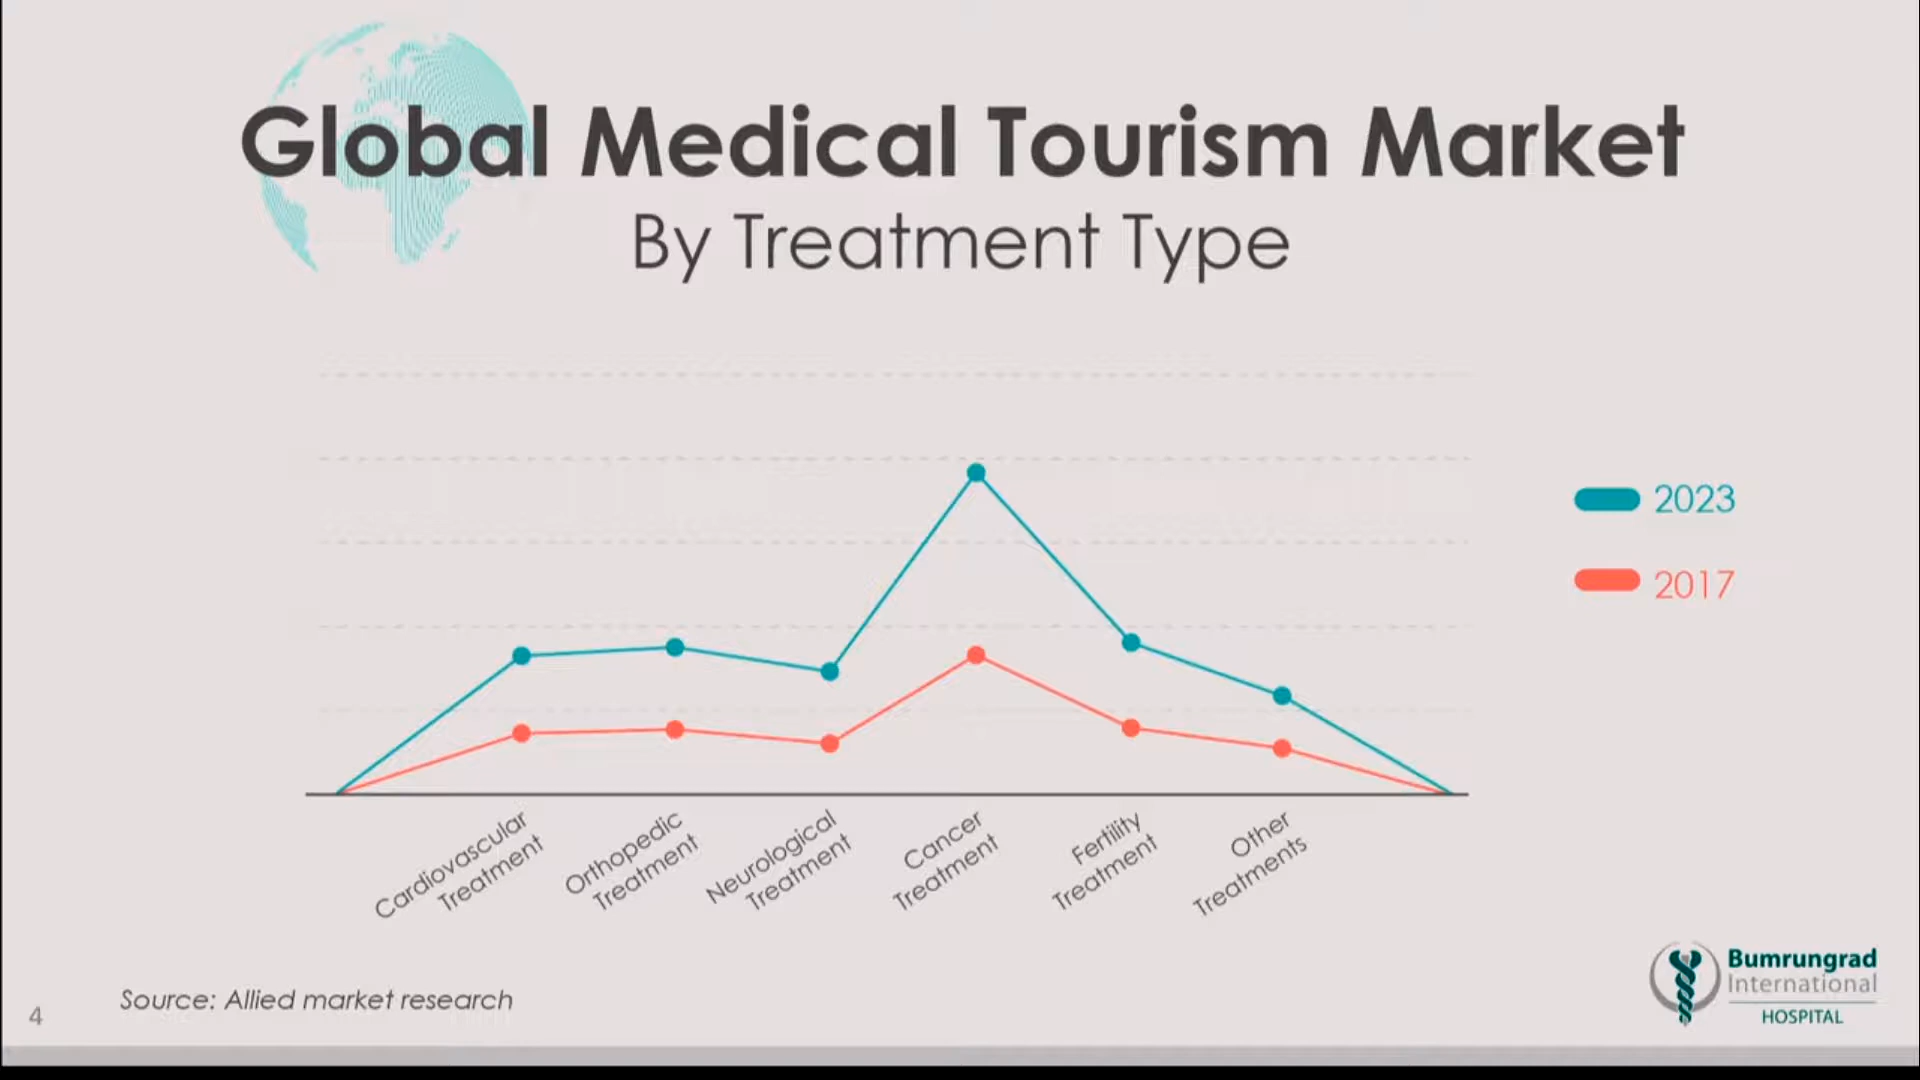 Global Medical Tourism Market
By Treatment Type
2023
2017
Cardiovascular
Treatment
Orthopedic
Treatment
Neurological
Treatment
Cancer
Treatment
Fertility
Treatment
Other
Treatments
Source: Allied market research
4
Bumrungrad
International
HOSPITAL